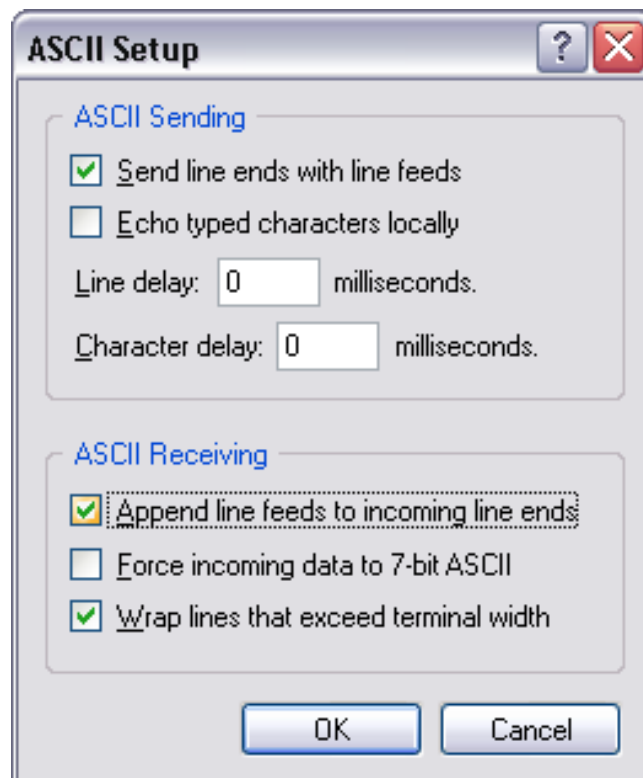 ASCII Setup
ASCII Sending
Send line ends with line feeds
Echo typed characters locally
Line delay: 0 milliseconds.
Character delay: 0 milliseconds.
ASCII Receiving
Append line feeds to incoming line ends
Force incoming data to 7-bit ASCII
Wrap lines that exceed terminal width
OK Cancel